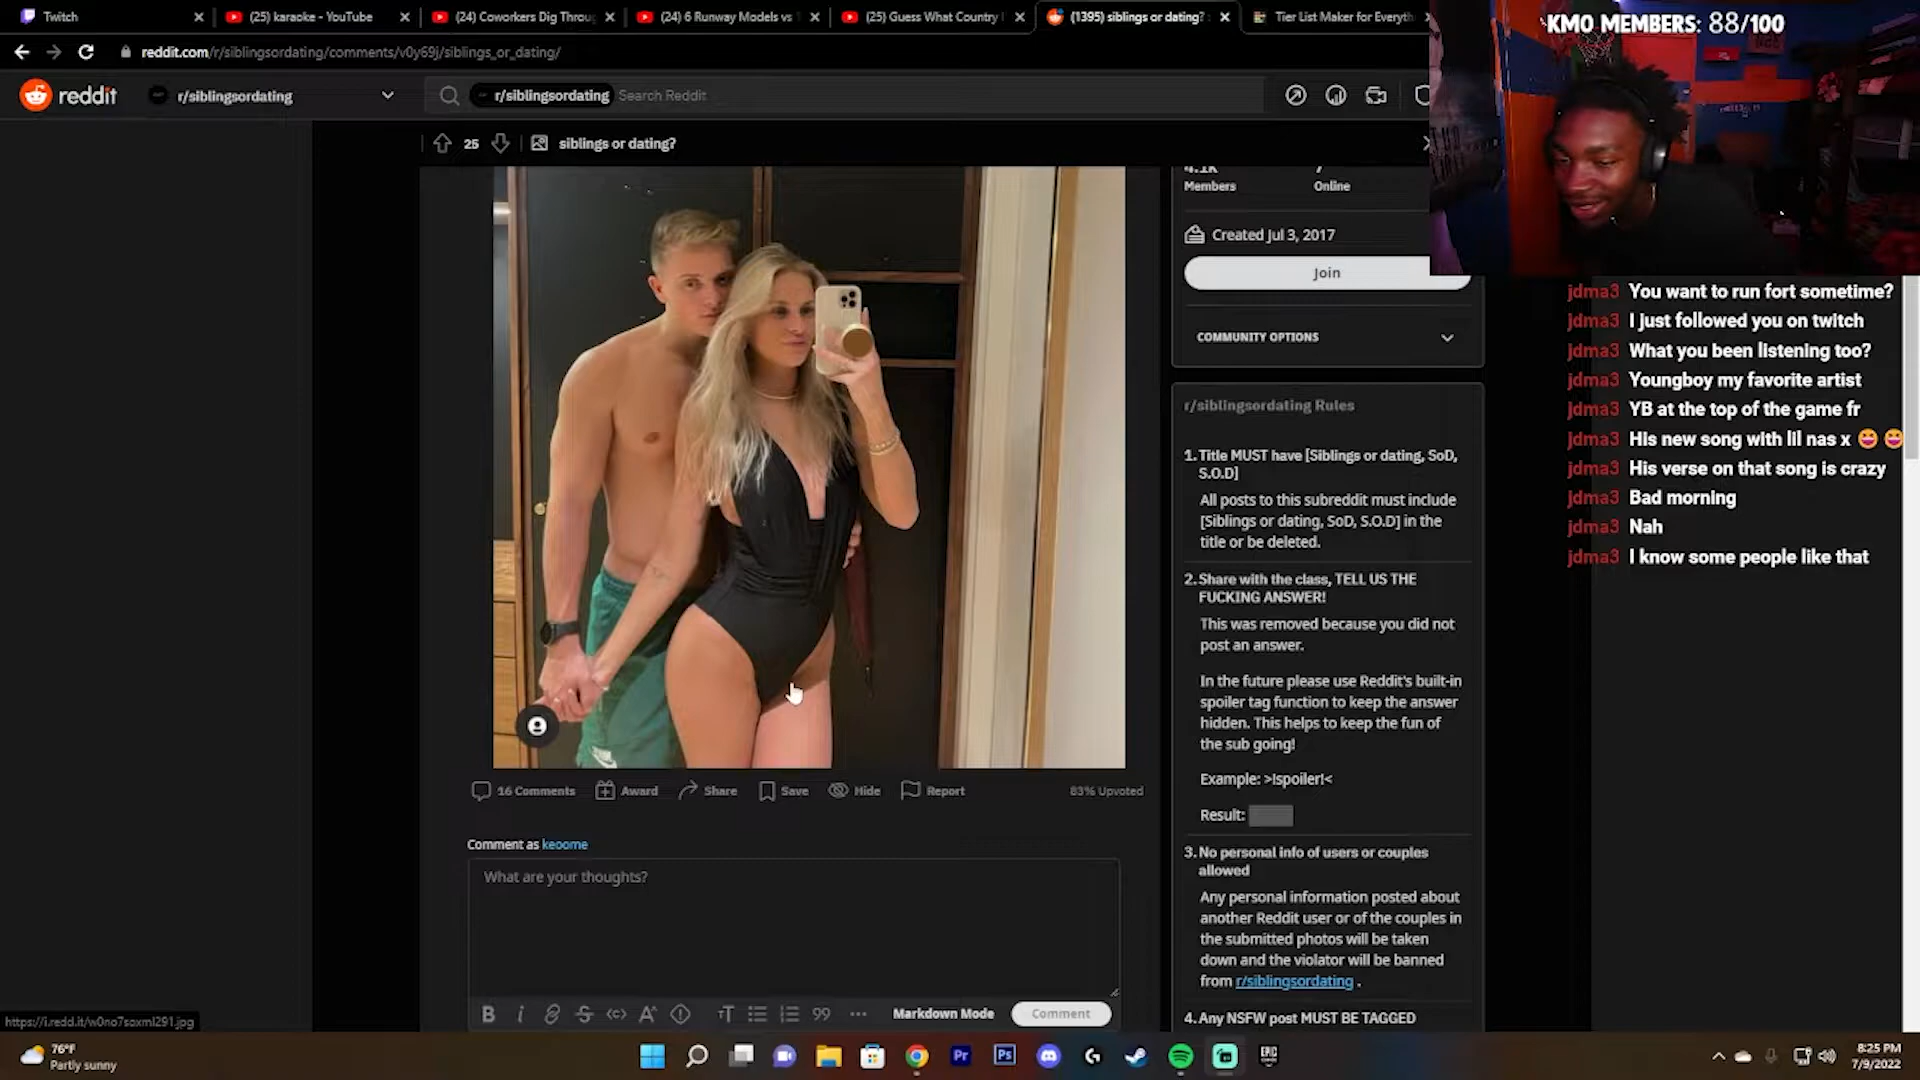 Twitch
(25) karaoke - YouTube
(24) Coworkers Dig Throu
(24) 6 Runway Models vs
(25) Guess What Country
(1395) siblings or dating?
Tier List Maker for Everyth
KMO MEMBERS: 88/100
reddit.com/r/siblingsordating/comments/v0y69j/siblings_or_dating/
reddit
r/siblingsordating
r/siblingsordating Search Reddit
25
siblings or dating?
4.1K
Members
7
Online
Created Jul 3, 2017
Join
COMMUNITY OPTIONS
r/siblingsordating Rules
1. Title MUST have [Siblings or dating, SoD,
S.O.D]
All posts to this subreddit must include
[Siblings or dating, SoD, S.O.D] in the
title or be deleted.
2. Share with the class, TELL US THE
FUCKING ANSWER!
This was removed because you did not
post an answer.
In the future please use Reddit's built-in
spoiler tag function to keep the answer
hidden. This helps to keep the fun of
the sub going!
Example: >!spoiler!<
Result:
3. No personal info of users or couples
allowed
Any personal information posted about
another Reddit user or of the couples in
the submitted photos will be taken
down and the violator will be banned
from r/siblingsordating .
4. Any NSFW post MUST BE TAGGED
jdma3 You want to run fort sometime?
jdma3 I just followed you on twitch
jdma3 What you been listening too?
jdma3 Youngboy my favorite artist
jdma3 YB at the top of the game fr
jdma3 His new song with lil nas x 😆 😆
jdma3 His verse on that song is crazy
jdma3 Bad morning
jdma3 Nah
jdma3 I know some people like that
16 Comments
Award
Share
Save
Hide
Report
83% Upvoted
Comment as keoome
What are your thoughts?
Markdown Mode
Comment
https://i.redd.it/w0no7soxml291.jpg
76°F
Partly sunny
Pr
Ps
EPIC
8:25 PM
7/9/2022